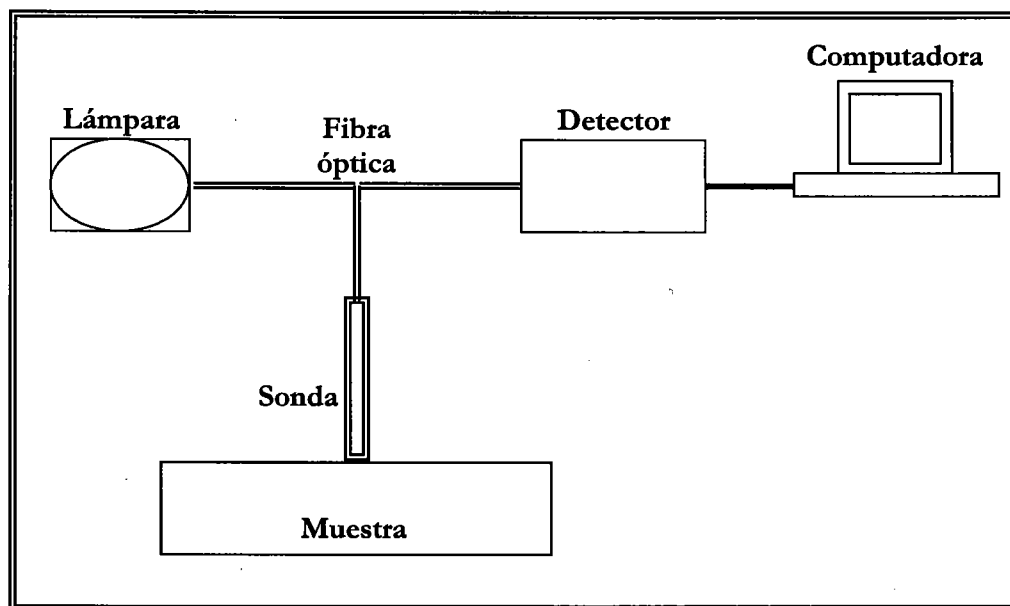 Computadora
Lámpara
Fibra
óptica
Detector
Sonda
Muestra